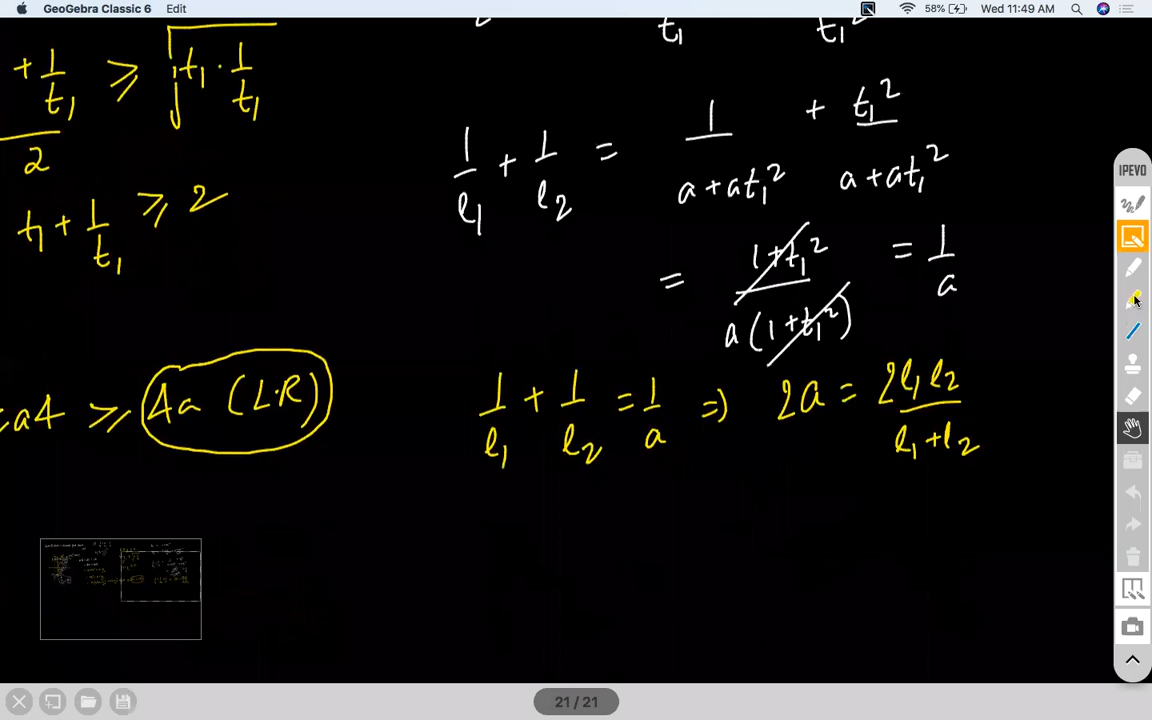 GeoGebra Classic 6 Edit 58% Wed 11:49 AM
+ 1/t₁ ≥ √(t₁ · 1/t₁)
2
t₁ + 1/t₁ ≥ 2
a4 ≥ 4a (L.R)
t₁ t₁²
1/l₁ + 1/l₂ = 1/(a+at₁²) + t₁²/(a+at₁²)
= (1+t₁²)/(a(1+t₁²)) = 1/a
1/l₁ + 1/l₂ = 1/a ⇒ 2a = 2l₁l₂/(l₁+l₂)
IPEVO
21 / 21